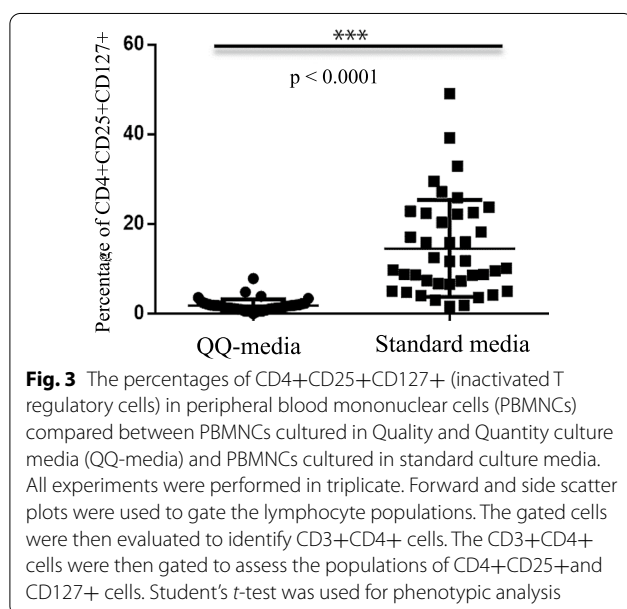 60
***
p < 0.0001
40
20
0
Percentage of CD4+CD25+CD127+
QQ-media Standard media
Fig. 3 The percentages of CD4+CD25+CD127+ (inactivated T
regulatory cells) in peripheral blood mononuclear cells (PBMNCs)
compared between PBMNCs cultured in Quality and Quantity culture
media (QQ-media) and PBMNCs cultured in standard culture media.
All experiments were performed in triplicate. Forward and side scatter
plots were used to gate the lymphocyte populations. The gated cells
were then evaluated to identify CD3+CD4+ cells. The CD3+CD4+
cells were then gated to assess the populations of CD4+CD25+and
CD127+ cells. Student's t-test was used for phenotypic analysis